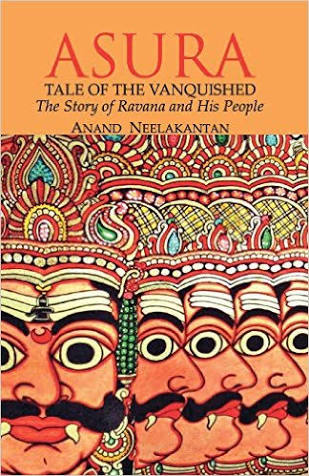 ASURA
TALE OF THE VANQUISHED
The Story of Ravana and His People
ANAND NEELAKANTAN